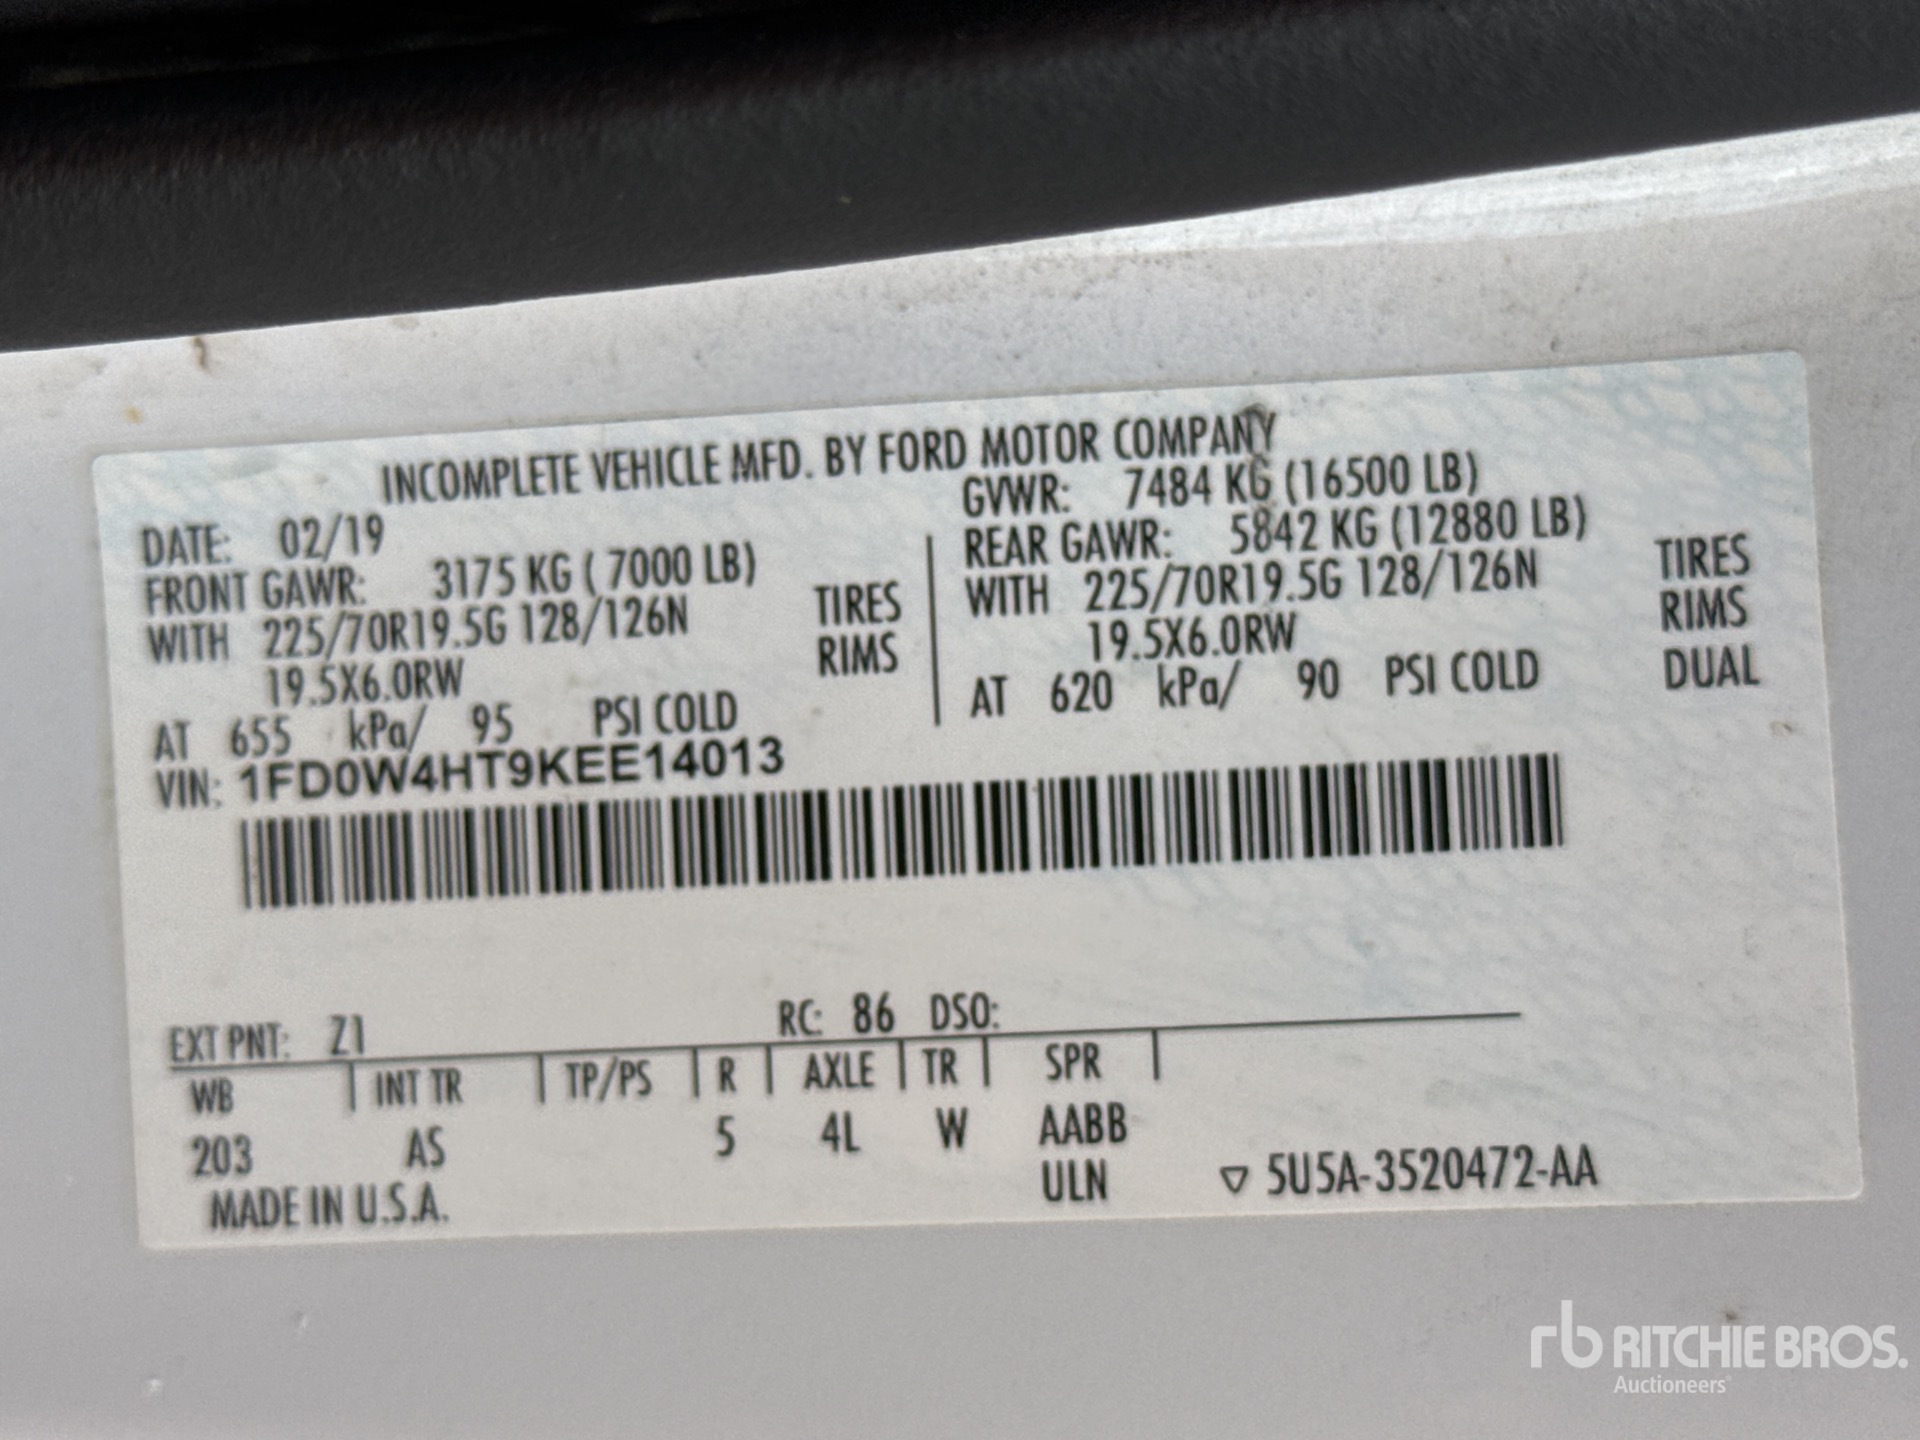 INCOMPLETE VEHICLE MFD. BY FORD MOTOR COMPANY
DATE: 02/19 GVWR: 7484 KG (16500 LB)
FRONT GAWR: 3175 KG ( 7000 LB) REAR GAWR: 5842 KG (12880 LB)
WITH 225/70R19.5G 128/126N TIRES WITH 225/70R19.5G 128/126N TIRES
19.5X6.0RW RIMS 19.5X6.0RW RIMS
AT 655 kPa/ 95 PSI COLD AT 620 kPa/ 90 PSI COLD DUAL
VIN: 1FD0W4HT9KEE14013
EXT PNT: Z1 RC: 86 DSO:
WB INT TR TP/PS R AXLE TR SPR
203 AS 5 4L W AABB
MADE IN U.S.A. ULN ▽ 5U5A-3520472-AA
rb RITCHIE BROS.
Auctioneers